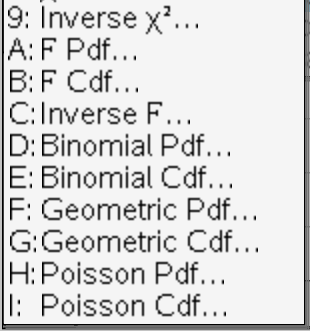 9: Inverse χ²...
A: F Pdf...
B: F Cdf...
C: Inverse F...
D: Binomial Pdf...
E: Binomial Cdf...
F: Geometric Pdf...
G: Geometric Cdf...
H: Poisson Pdf...
I: Poisson Cdf...